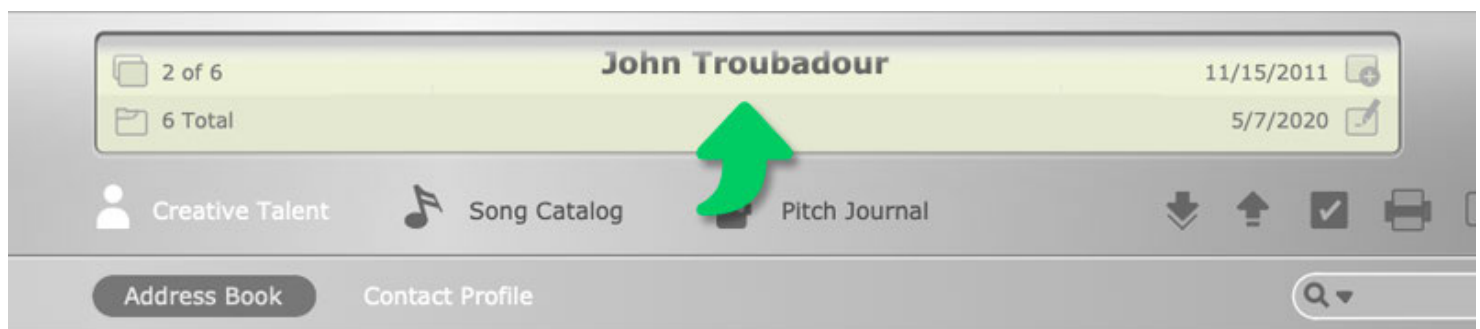 2 of 6 John Troubadour 11/15/2011
6 Total 5/7/2020
Creative Talent Song Catalog Pitch Journal
Address Book Contact Profile